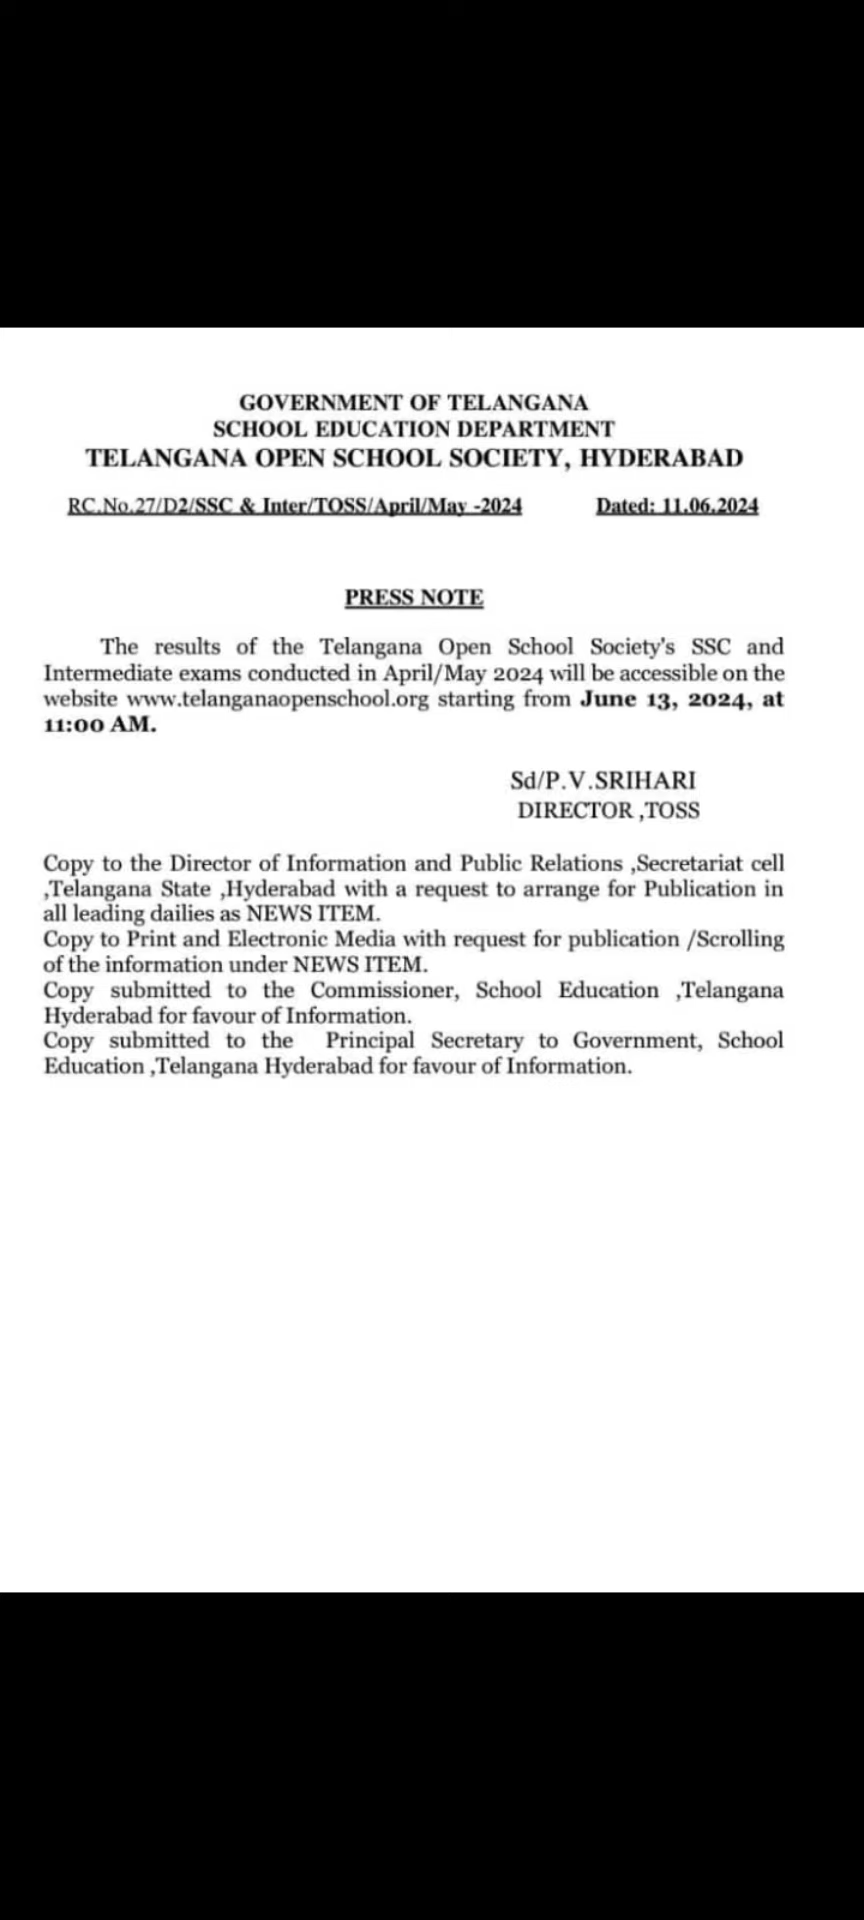 GOVERNMENT OF TELANGANA
SCHOOL EDUCATION DEPARTMENT
TELANGANA OPEN SCHOOL SOCIETY, HYDERABAD
RC.No.27/D2/SSC & Inter/TOSS/April/May -2024 Dated: 11.06.2024
PRESS NOTE
The results of the Telangana Open School Society's SSC and
Intermediate exams conducted in April/May 2024 will be accessible on the
website www.telanganaopenschool.org starting from June 13, 2024, at
11:00 AM.
Sd/P.V.SRIHARI
DIRECTOR ,TOSS
Copy to the Director of Information and Public Relations ,Secretariat cell
,Telangana State ,Hyderabad with a request to arrange for Publication in
all leading dailies as NEWS ITEM.
Copy to Print and Electronic Media with request for publication /Scrolling
of the information under NEWS ITEM.
Copy submitted to the Commissioner, School Education ,Telangana
Hyderabad for favour of Information.
Copy submitted to the Principal Secretary to Government, School
Education ,Telangana Hyderabad for favour of Information.